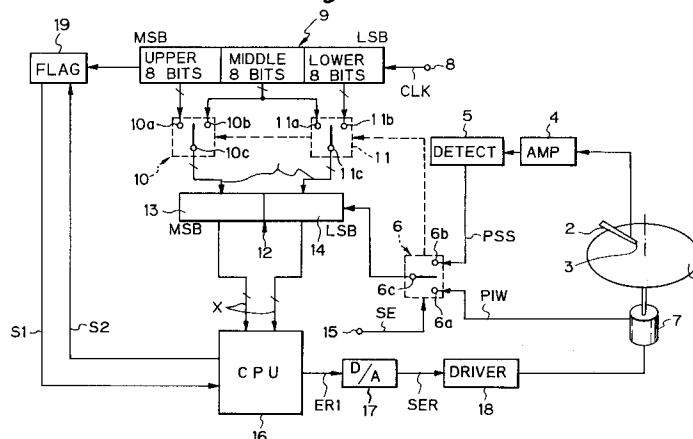 19
FLAG
MSB
9
LSB
UPPER 8 BITS
MIDDLE 8 BITS
LOWER 8 BITS
8
CLK
10a
10b
10c
10
11a
11b
11c
11
5
DETECT
4
AMP
2
3
13
MSB
12
14
LSB
6
6b
6c
6a
PSS
PIW
7
15
SE
S1
S2
X
CPU
16
ER1
D/A
17
SER
DRIVER
18